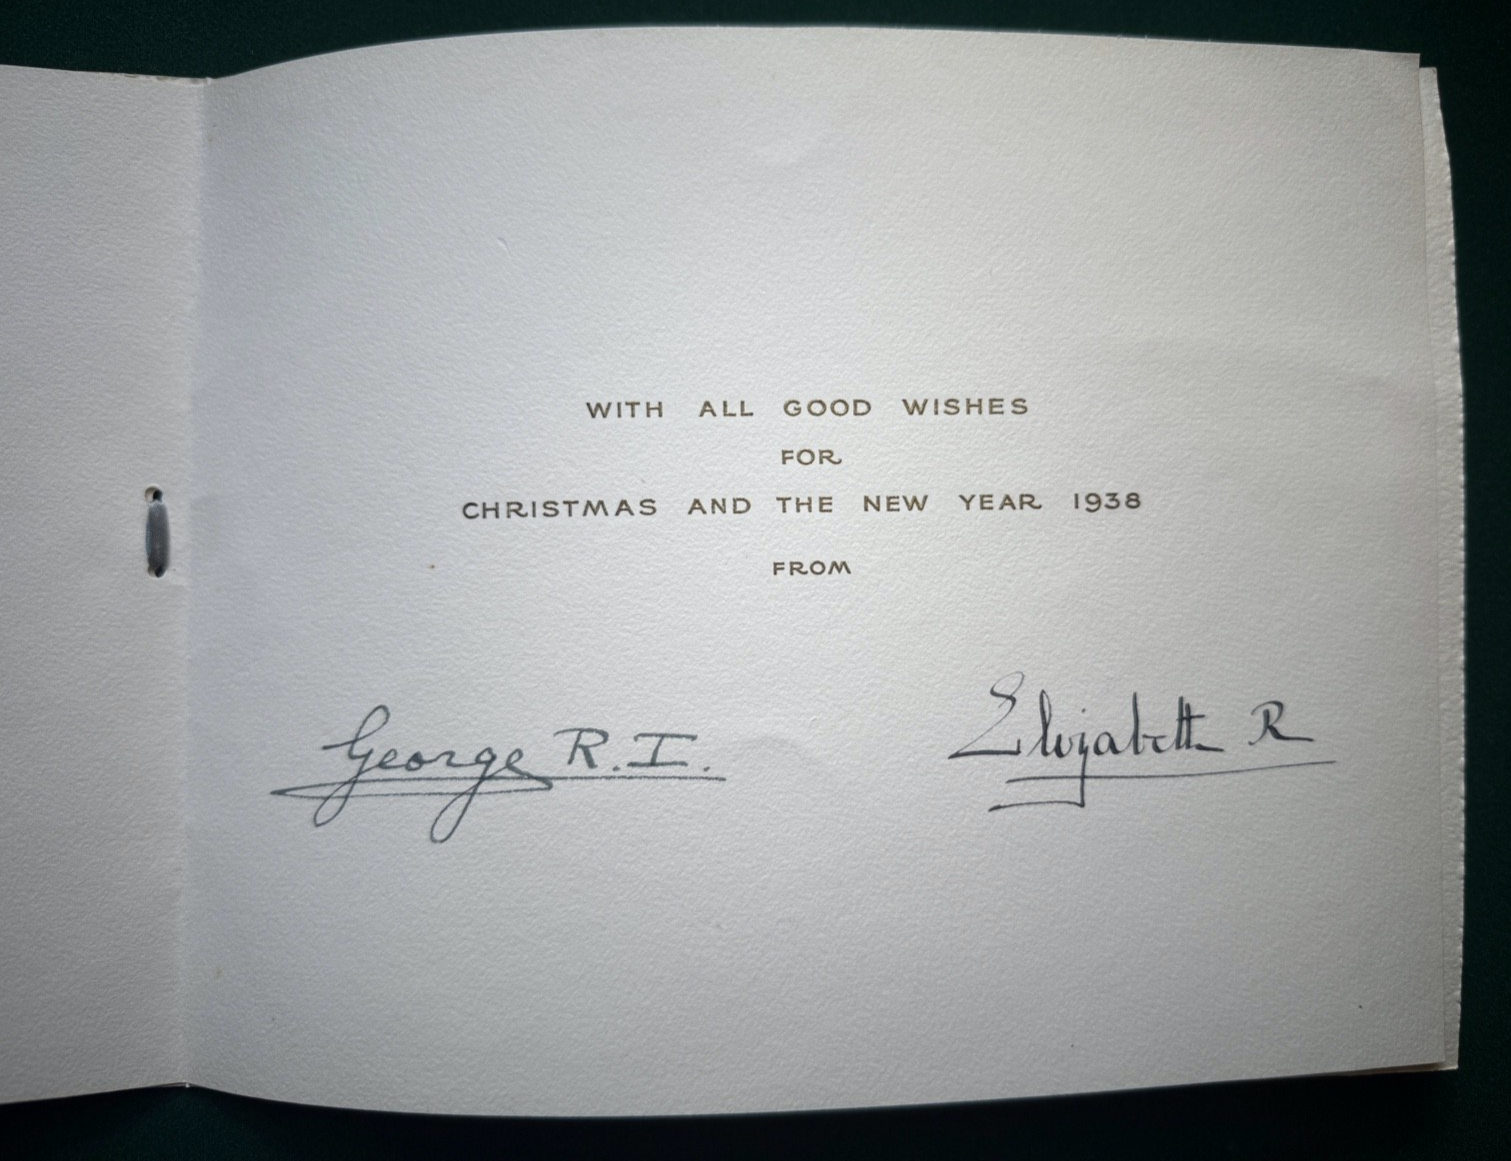 WITH ALL GOOD WISHES
FOR
CHRISTMAS AND THE NEW YEAR 1938
FROM
George R.I.
Elizabeth R